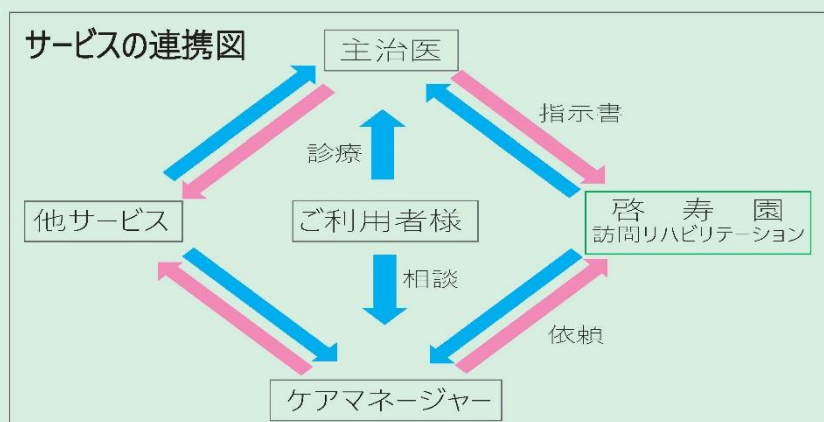 サービスの連携図
主治医
指示書
診療
他サービス
ご利用者様
啓寿園
訪問リハビリテーション
相談
依頼
ケアマネージャー